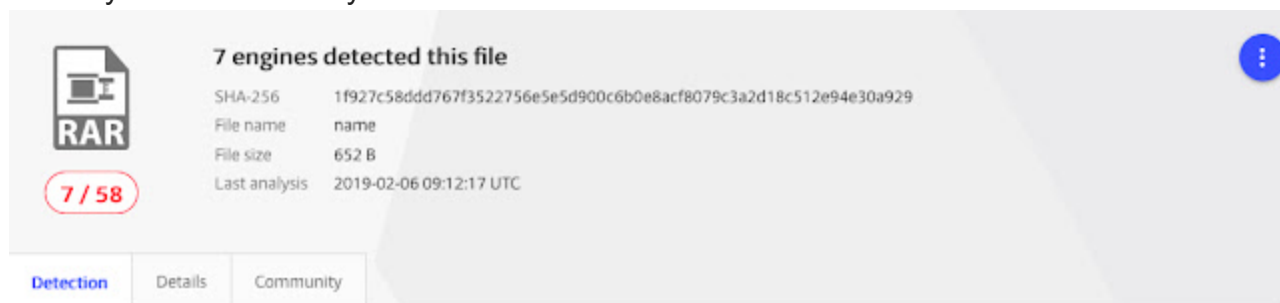 7 engines detected this file
SHA-256 1f927c58ddd767f3522756e5e5d900c6b0e8acf8079c3a2d18c512e94e30a929
File name name
File size 652 B
Last analysis 2019-02-06 09:12:17 UTC
RAR
7 / 58
Detection Details Community